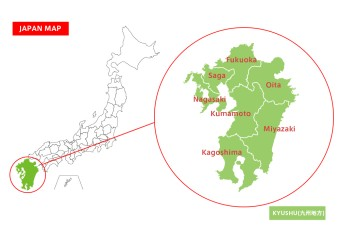 JAPAN MAP
Fukuoka
Saga
Oita
Nagasaki
Kumamoto
Miyazaki
Kagoshima
KYUSHU(九州地方)